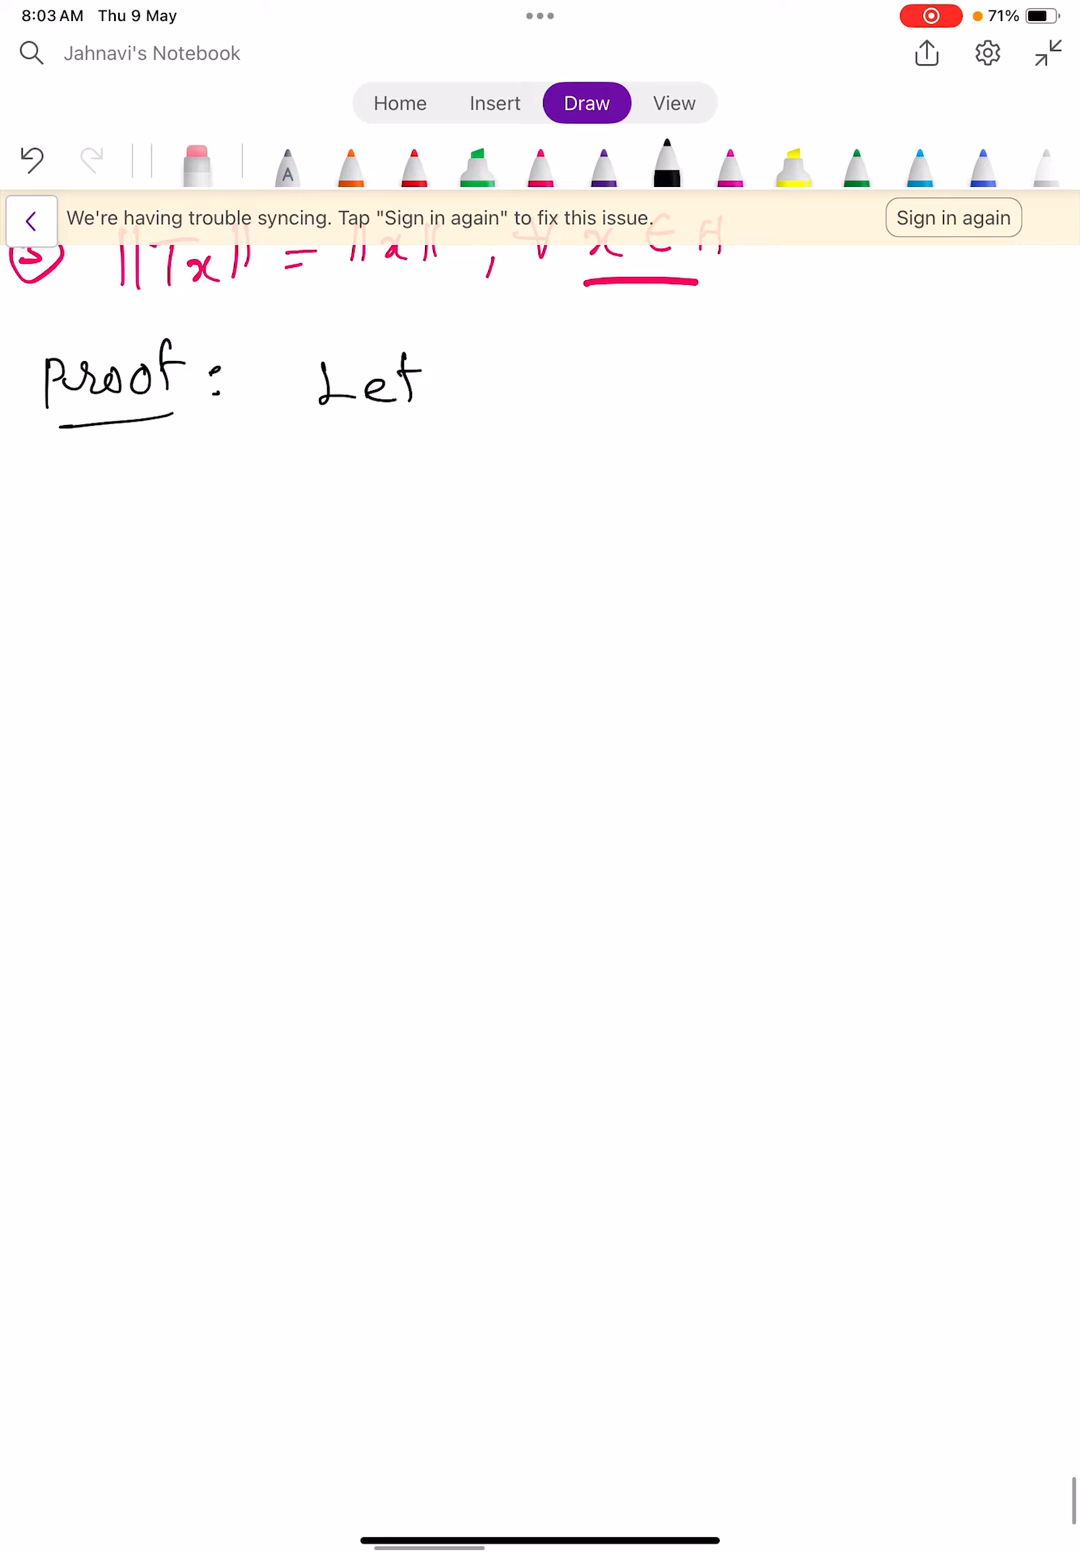 8:03 AM Thu 9 May
71%
Jahnavi's Notebook
Home Insert Draw View
A
We're having trouble syncing. Tap "Sign in again" to fix this issue. Sign in again
③ ||Tx|| = ||x|| , ∀ x ∈ H
Proof : Let